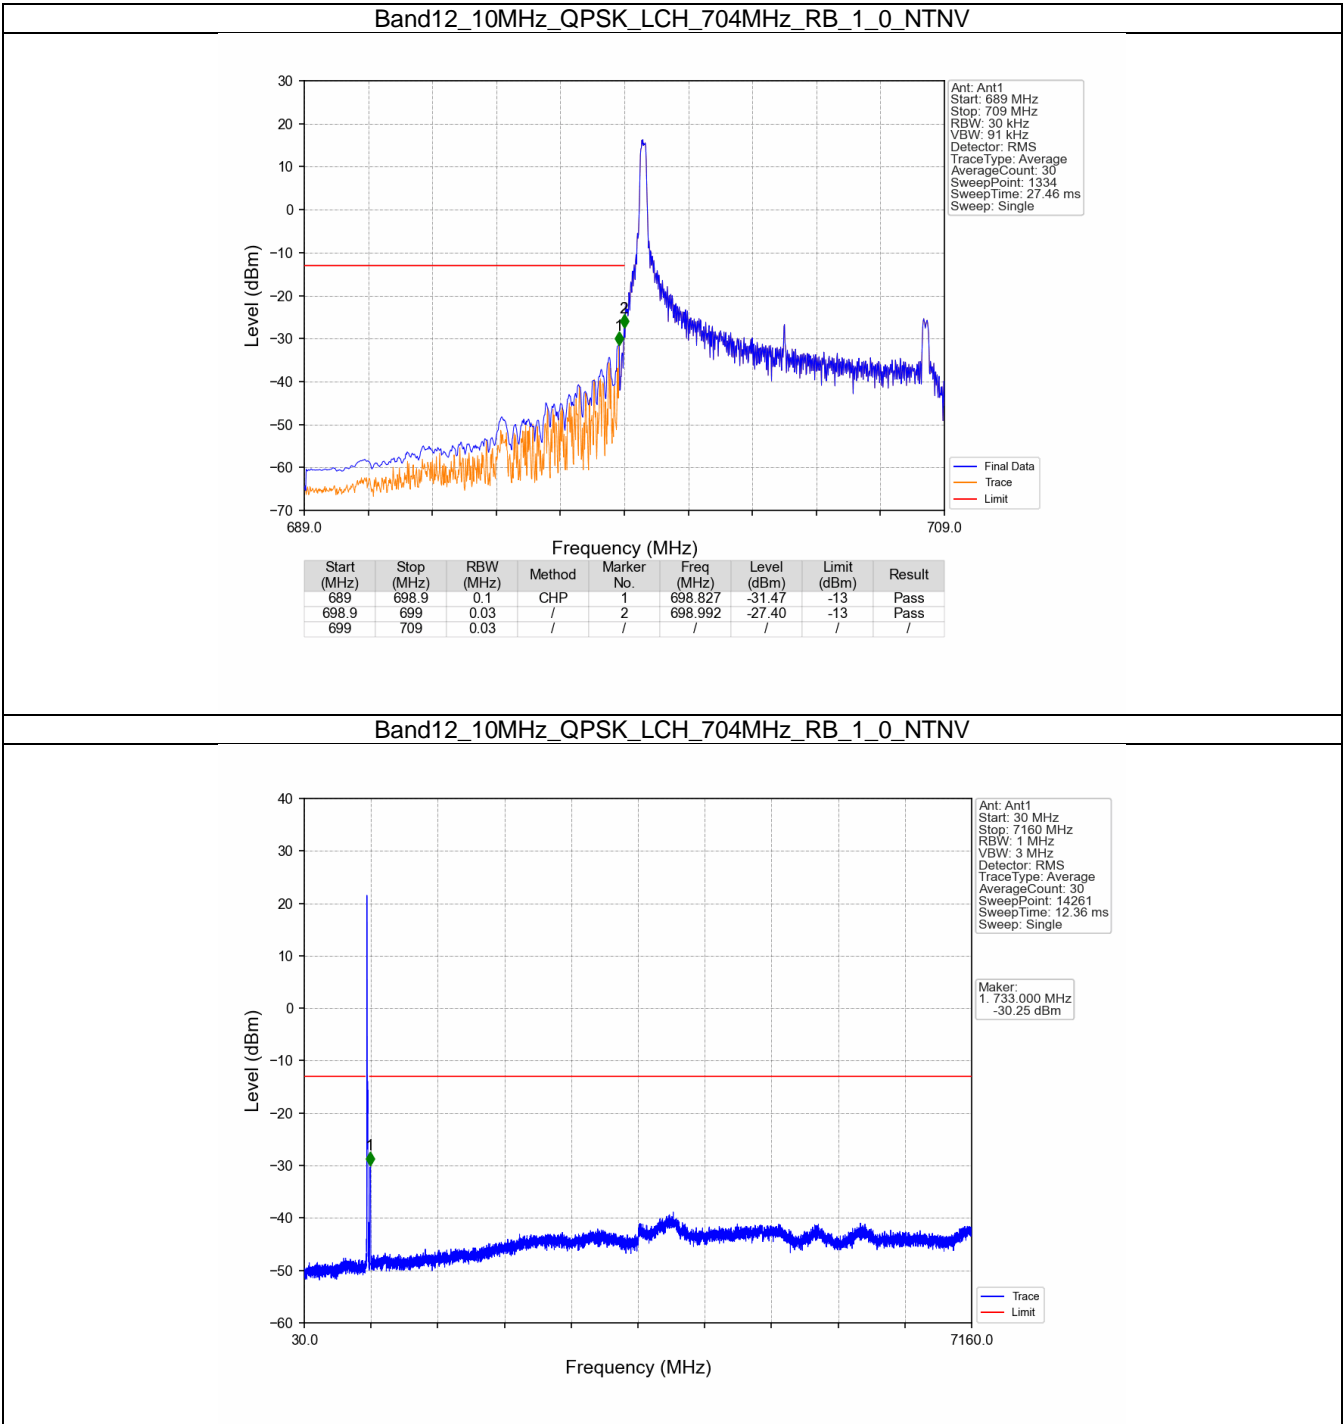 Band12_10MHz_QPSK_LCH_704MHz_RB_1_0_NTNV
30
20
10
0
−10
−20
−30
−40
−50
−60
−70
Level (dBm)
2
1
689.0
709.0
Frequency (MHz)
Ant: Ant1
Start: 689 MHz
Stop: 709 MHz
RBW: 30 kHz
VBW: 91 kHz
Detector: RMS
TraceType: Average
AverageCount: 30
SweepPoint: 1334
SweepTime: 27.46 ms
Sweep: Single
Final Data
Trace
Limit
Start (MHz) Stop (MHz) RBW (MHz) Method Marker No. Freq (MHz) Level (dBm) Limit (dBm) Result
689 698.9 0.1 CHP 1 698.827 -31.47 -13 Pass
698.9 699 0.03 / 2 698.992 -27.40 -13 Pass
699 709 0.03 / / / / / /
Band12_10MHz_QPSK_LCH_704MHz_RB_1_0_NTNV
40
30
20
10
0
−10
−20
−30
−40
−50
−60
Level (dBm)
1
30.0
7160.0
Frequency (MHz)
Ant: Ant1
Start: 30 MHz
Stop: 7160 MHz
RBW: 1 MHz
VBW: 3 MHz
Detector: RMS
TraceType: Average
AverageCount: 30
SweepPoint: 14261
SweepTime: 12.36 ms
Sweep: Single
Maker:
1. 733.000 MHz
-30.25 dBm
Trace
Limit